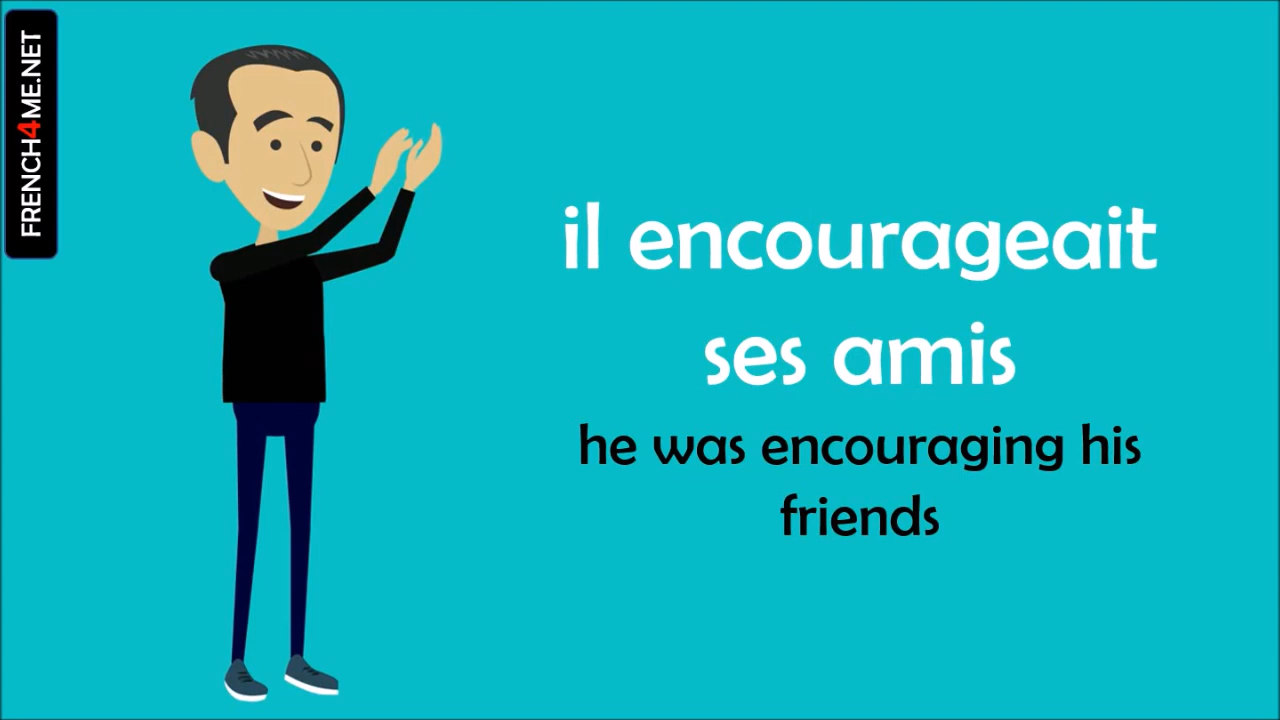 FRENCH4ME.NET
il encourageait
ses amis
he was encouraging his
friends